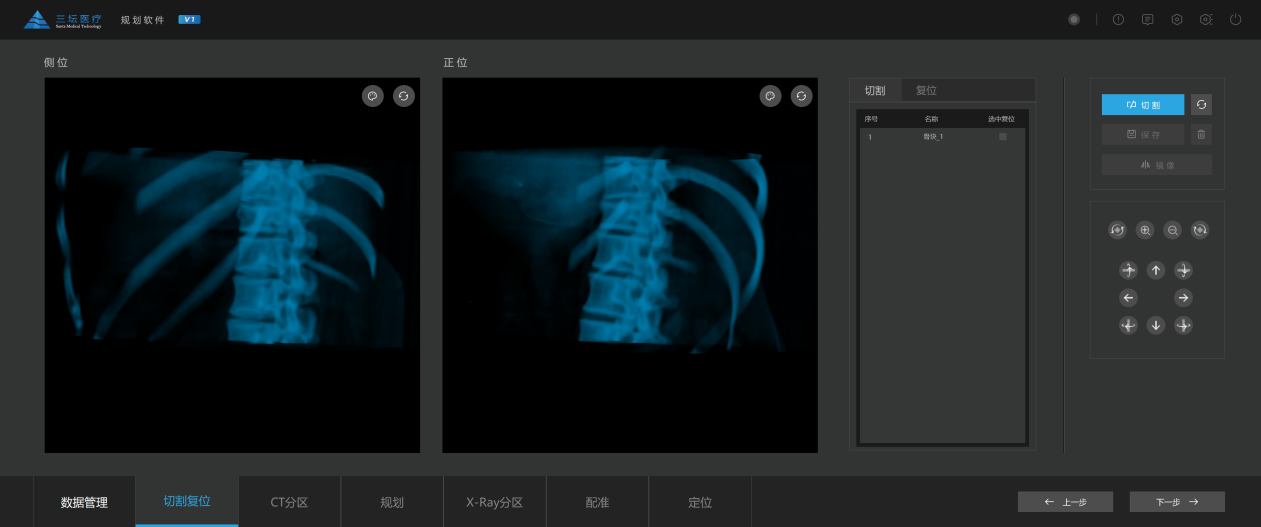 三坛医疗
Santa Medical Technology
规划软件 V1
侧位
正位
切割 复位
序号 名称 选中复位
1 骨块_1
切割
保存
镜像
数据管理 切割复位 CT分区 规划 X-Ray分区 配准 定位
← 上一步 下一步 →